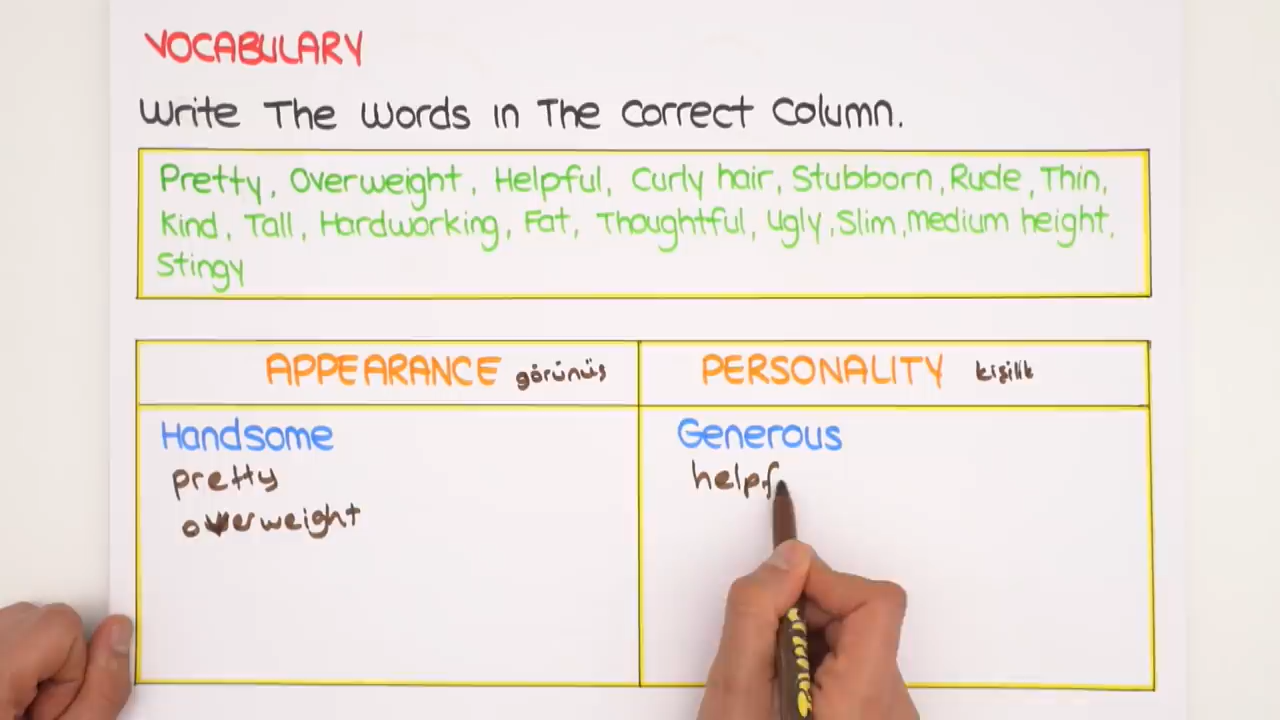 VOCABULARY
Write The Words in The Correct Column.
Pretty, Overweight, Helpful, Curly hair, Stubborn, Rude, Thin,
Kind, Tall, Hardworking, Fat, Thoughtful, Ugly, Slim, Medium height,
Stingy
APPEARANCE görünüş
PERSONALITY kişilik
Handsome
pretty
overweight
Generous
helpf